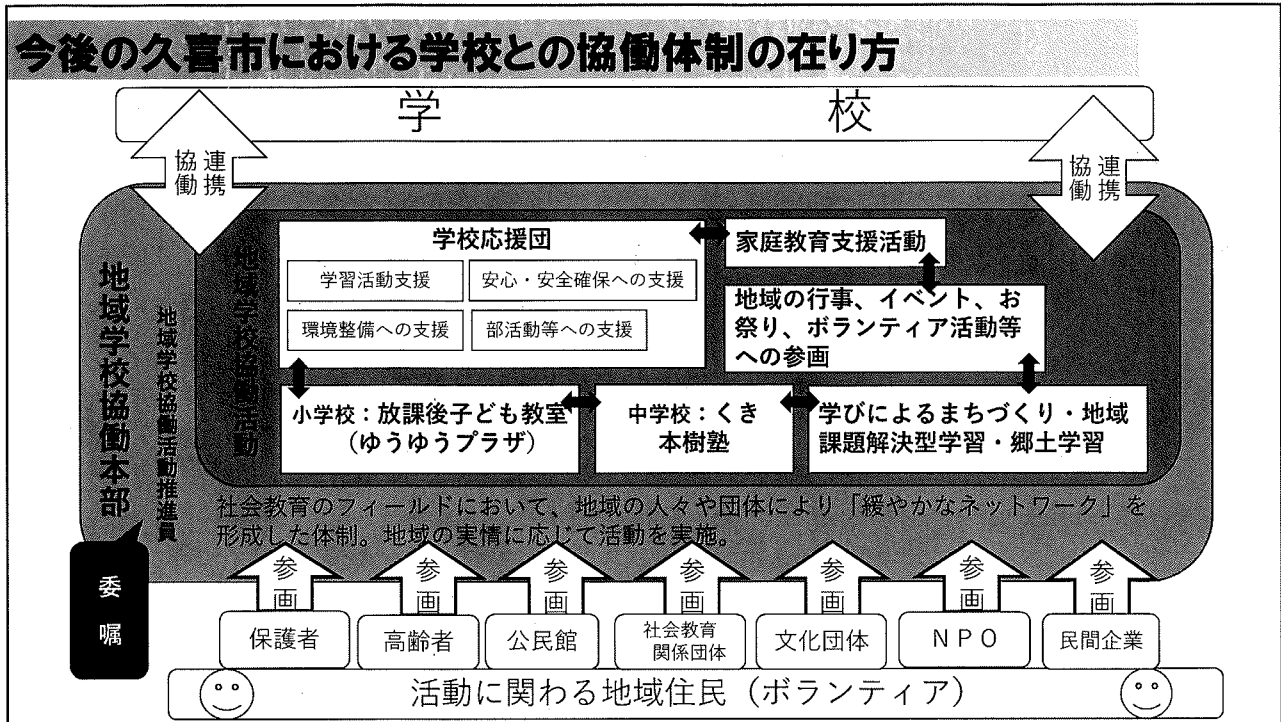 今後の久喜市における学校との協働体制の在り方
学校
連携
協働
連携
協働
地域学校協働本部
地域学校協働活動推進員
地域学校協働活動
学校応援団
学習活動支援
安心・安全確保への支援
環境整備への支援
部活動等への支援
家庭教育支援活動
地域の行事、イベント、お
祭り、ボランティア活動等
への参画
小学校：放課後子ども教室
（ゆうゆうプラザ）
中学校：くき
本樹塾
学びによるまちづくり・地域
課題解決型学習・郷土学習
社会教育のフィールドにおいて、地域の人々や団体により「緩やかなネットワーク」を
形成した体制。地域の実情に応じて活動を実施。
委嘱
参画
参画
参画
参画
参画
参画
参画
保護者
高齢者
公民館
社会教育
関係団体
文化団体
ＮＰＯ
民間企業
活動に関わる地域住民（ボランティア）